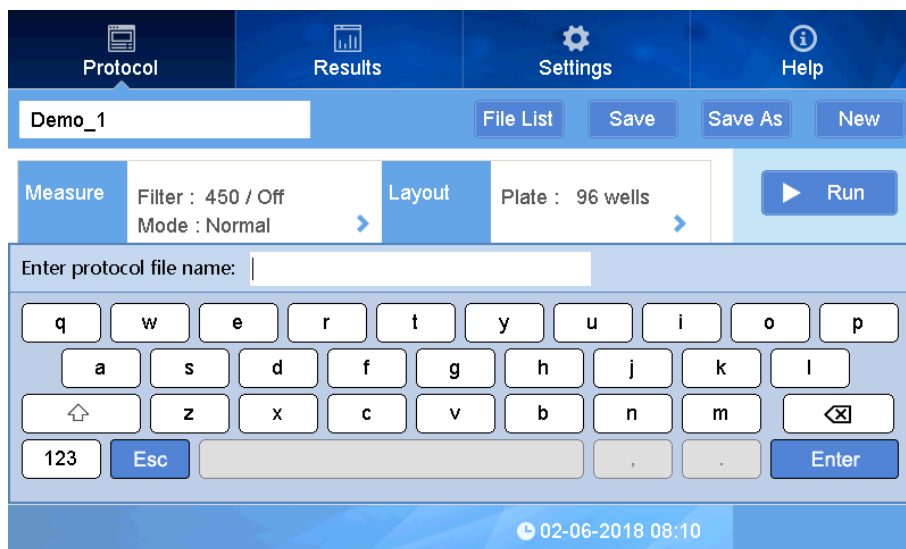 Protocol Results Settings Help
Demo_1 File List Save Save As New
Measure Filter : 450 / Off Layout Plate : 96 wells Run
Mode : Normal
Enter protocol file name:
q w e r t y u i o p
a s d f g h j k l
z x c v b n m
123 Esc , . Enter
02-06-2018 08:10